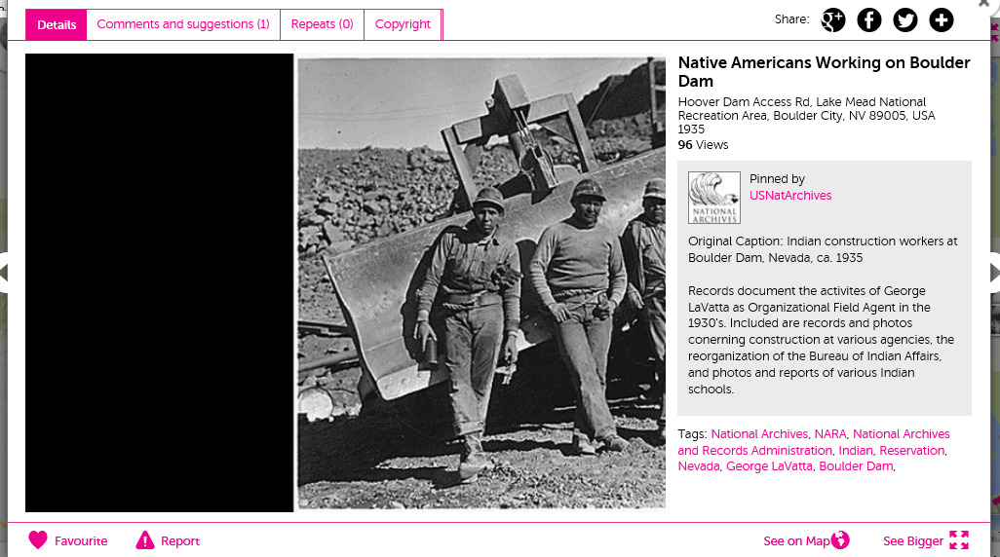 Details
Comments and suggestions (1)
Repeats (0)
Copyright
Share:
Native Americans Working on Boulder
Dam
Hoover Dam Access Rd, Lake Mead National
Recreation Area, Boulder City, NV 89005, USA
1935
96 Views
NATIONAL
ARCHIVES
Pinned by
USNatArchives
Original Caption: Indian construction workers at
Boulder Dam, Nevada, ca. 1935
Records document the activites of George
LaVatta as Organizational Field Agent in the
1930's. Included are records and photos
conerning construction at various agencies, the
reorganization of the Bureau of Indian Affairs,
and photos and reports of various Indian
schools.
Tags: National Archives, NARA, National Archives
and Records Administration, Indian, Reservation,
Nevada, George LaVatta, Boulder Dam,
Favourite
Report
See on Map
See Bigger